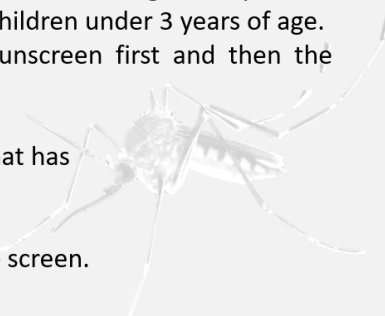 hildren under 3 years of age.
unscreen first and then the
at has
screen.